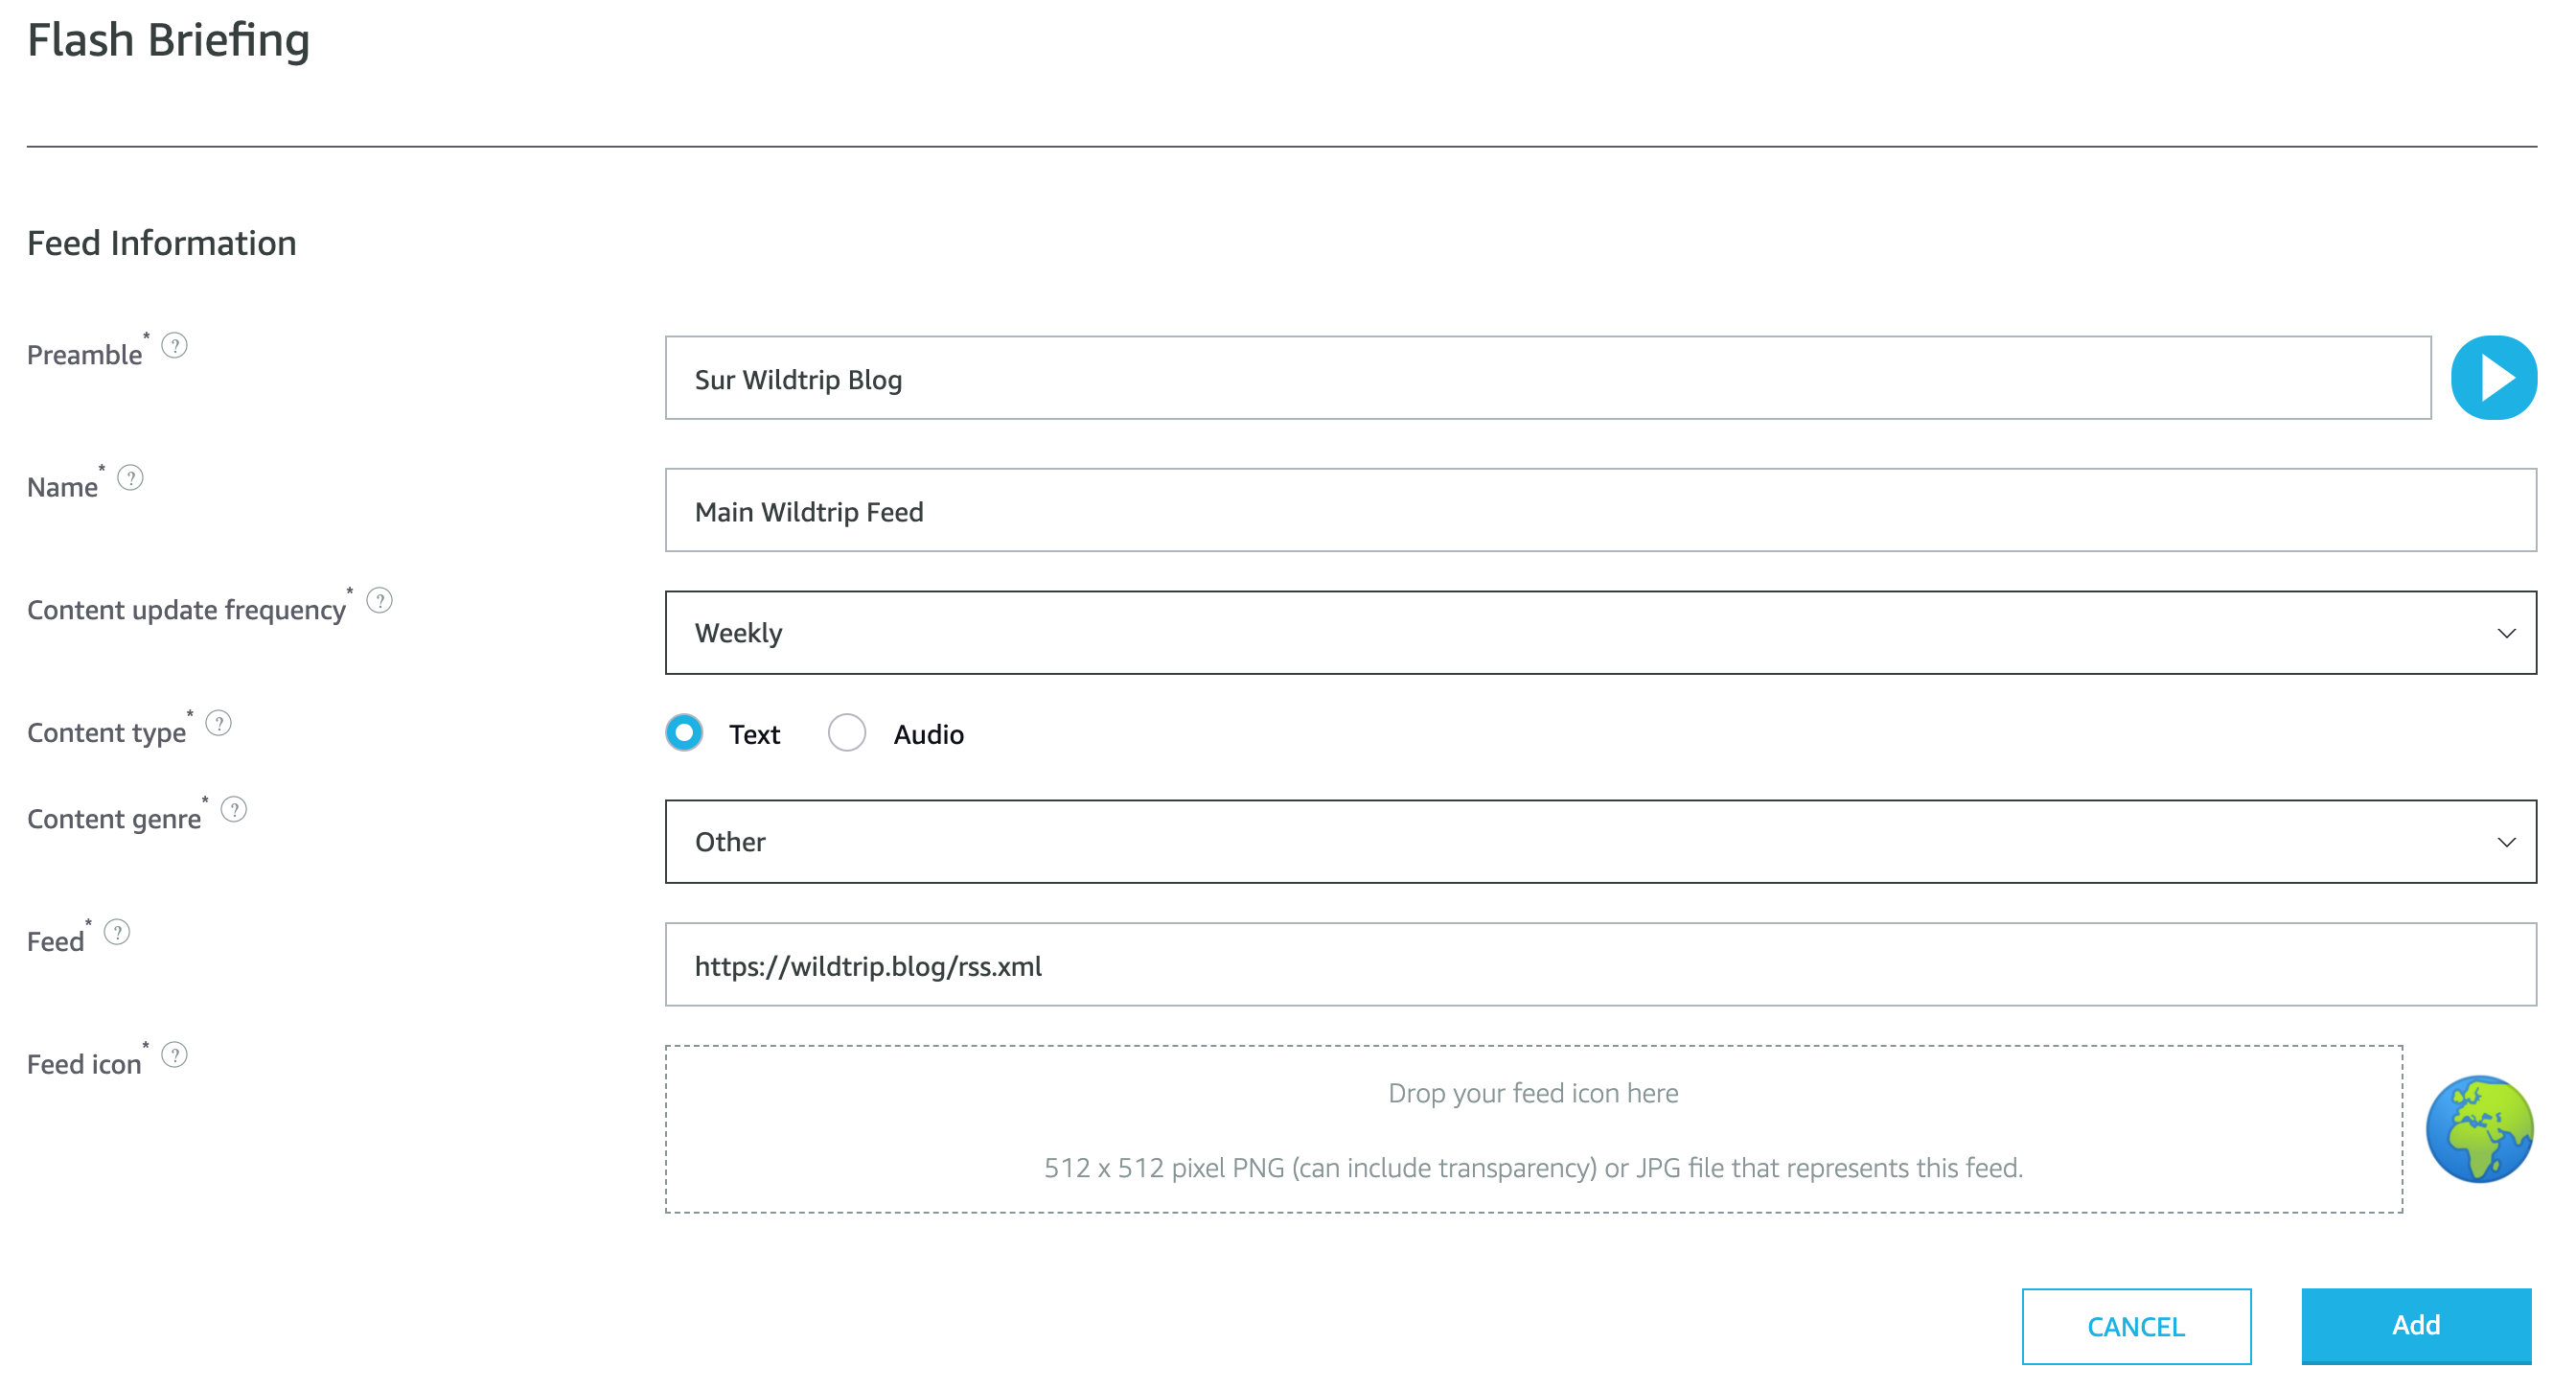 Flash Briefing
Feed Information
Preamble* ?
Sur Wildtrip Blog
Name* ?
Main Wildtrip Feed
Content update frequency* ?
Weekly
Content type* ?
Text Audio
Content genre* ?
Other
Feed* ?
https://wildtrip.blog/rss.xml
Feed icon* ?
Drop your feed icon here
512 x 512 pixel PNG (can include transparency) or JPG file that represents this feed.
CANCEL Add